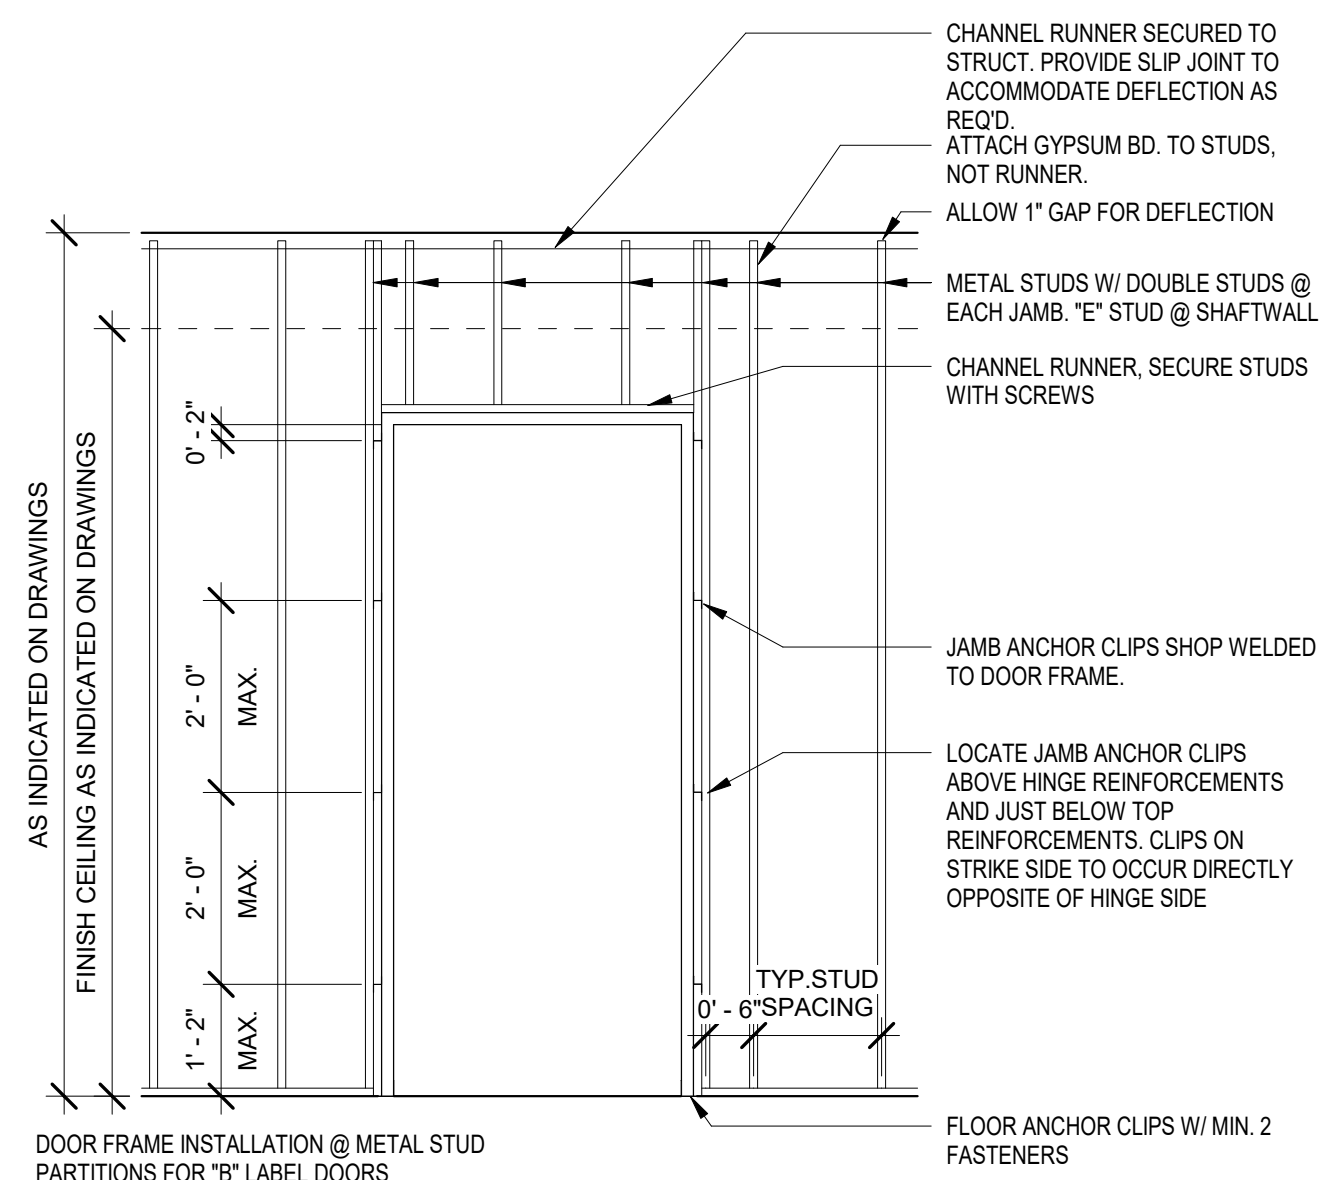 CHANNEL RUNNER SECURED TO
STRUCT. PROVIDE SLIP JOINT TO
ACCOMMODATE DEFLECTION AS
REQ'D.
ATTACH GYPSUM BD. TO STUDS,
NOT RUNNER.
ALLOW 1" GAP FOR DEFLECTION
METAL STUDS W/ DOUBLE STUDS @
EACH JAMB. "E" STUD @ SHAFTWALL
CHANNEL RUNNER, SECURE STUDS
WITH SCREWS
JAMB ANCHOR CLIPS SHOP WELDED
TO DOOR FRAME.
LOCATE JAMB ANCHOR CLIPS
ABOVE HINGE REINFORCEMENTS
AND JUST BELOW TOP
REINFORCEMENTS. CLIPS ON
STRIKE SIDE TO OCCUR DIRECTLY
OPPOSITE OF HINGE SIDE
FLOOR ANCHOR CLIPS W/ MIN. 2
FASTENERS
AS INDICATED ON DRAWINGS
FINISH CEILING AS INDICATED ON DRAWINGS
0' - 2"
2' - 0"
MAX.
2' - 0"
MAX.
1' - 2"
MAX.
TYP.STUD
SPACING
0' - 6"
DOOR FRAME INSTALLATION @ METAL STUD
PARTITIONS FOR "B" LABEL DOORS